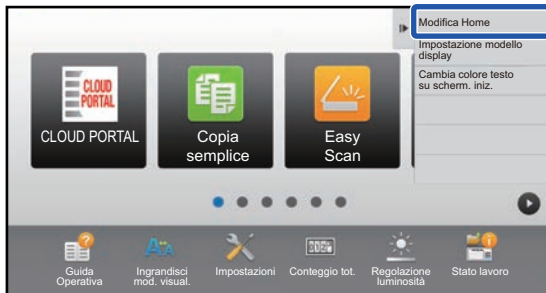 Modifica Home
Impostazione modello
display
Cambia colore testo
su scherm. iniz.
CLOUD
PORTAL
CLOUD PORTAL
Copia
semplice
Easy
Scan
Guida
Operativa
Ingrandisci
mod. visual.
Impostazioni
Conteggio tot.
Regolazione
luminosità
Stato lavoro